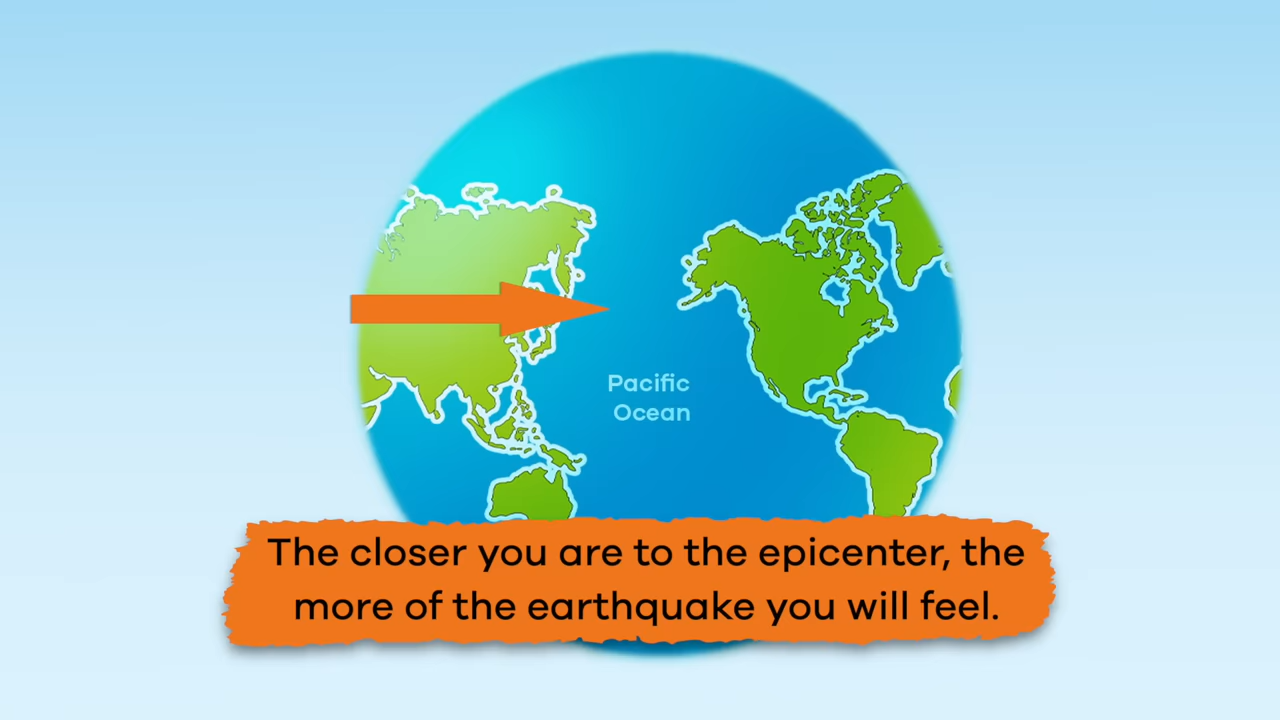 Pacific
Ocean
The closer you are to the epicenter, the
more of the earthquake you will feel.